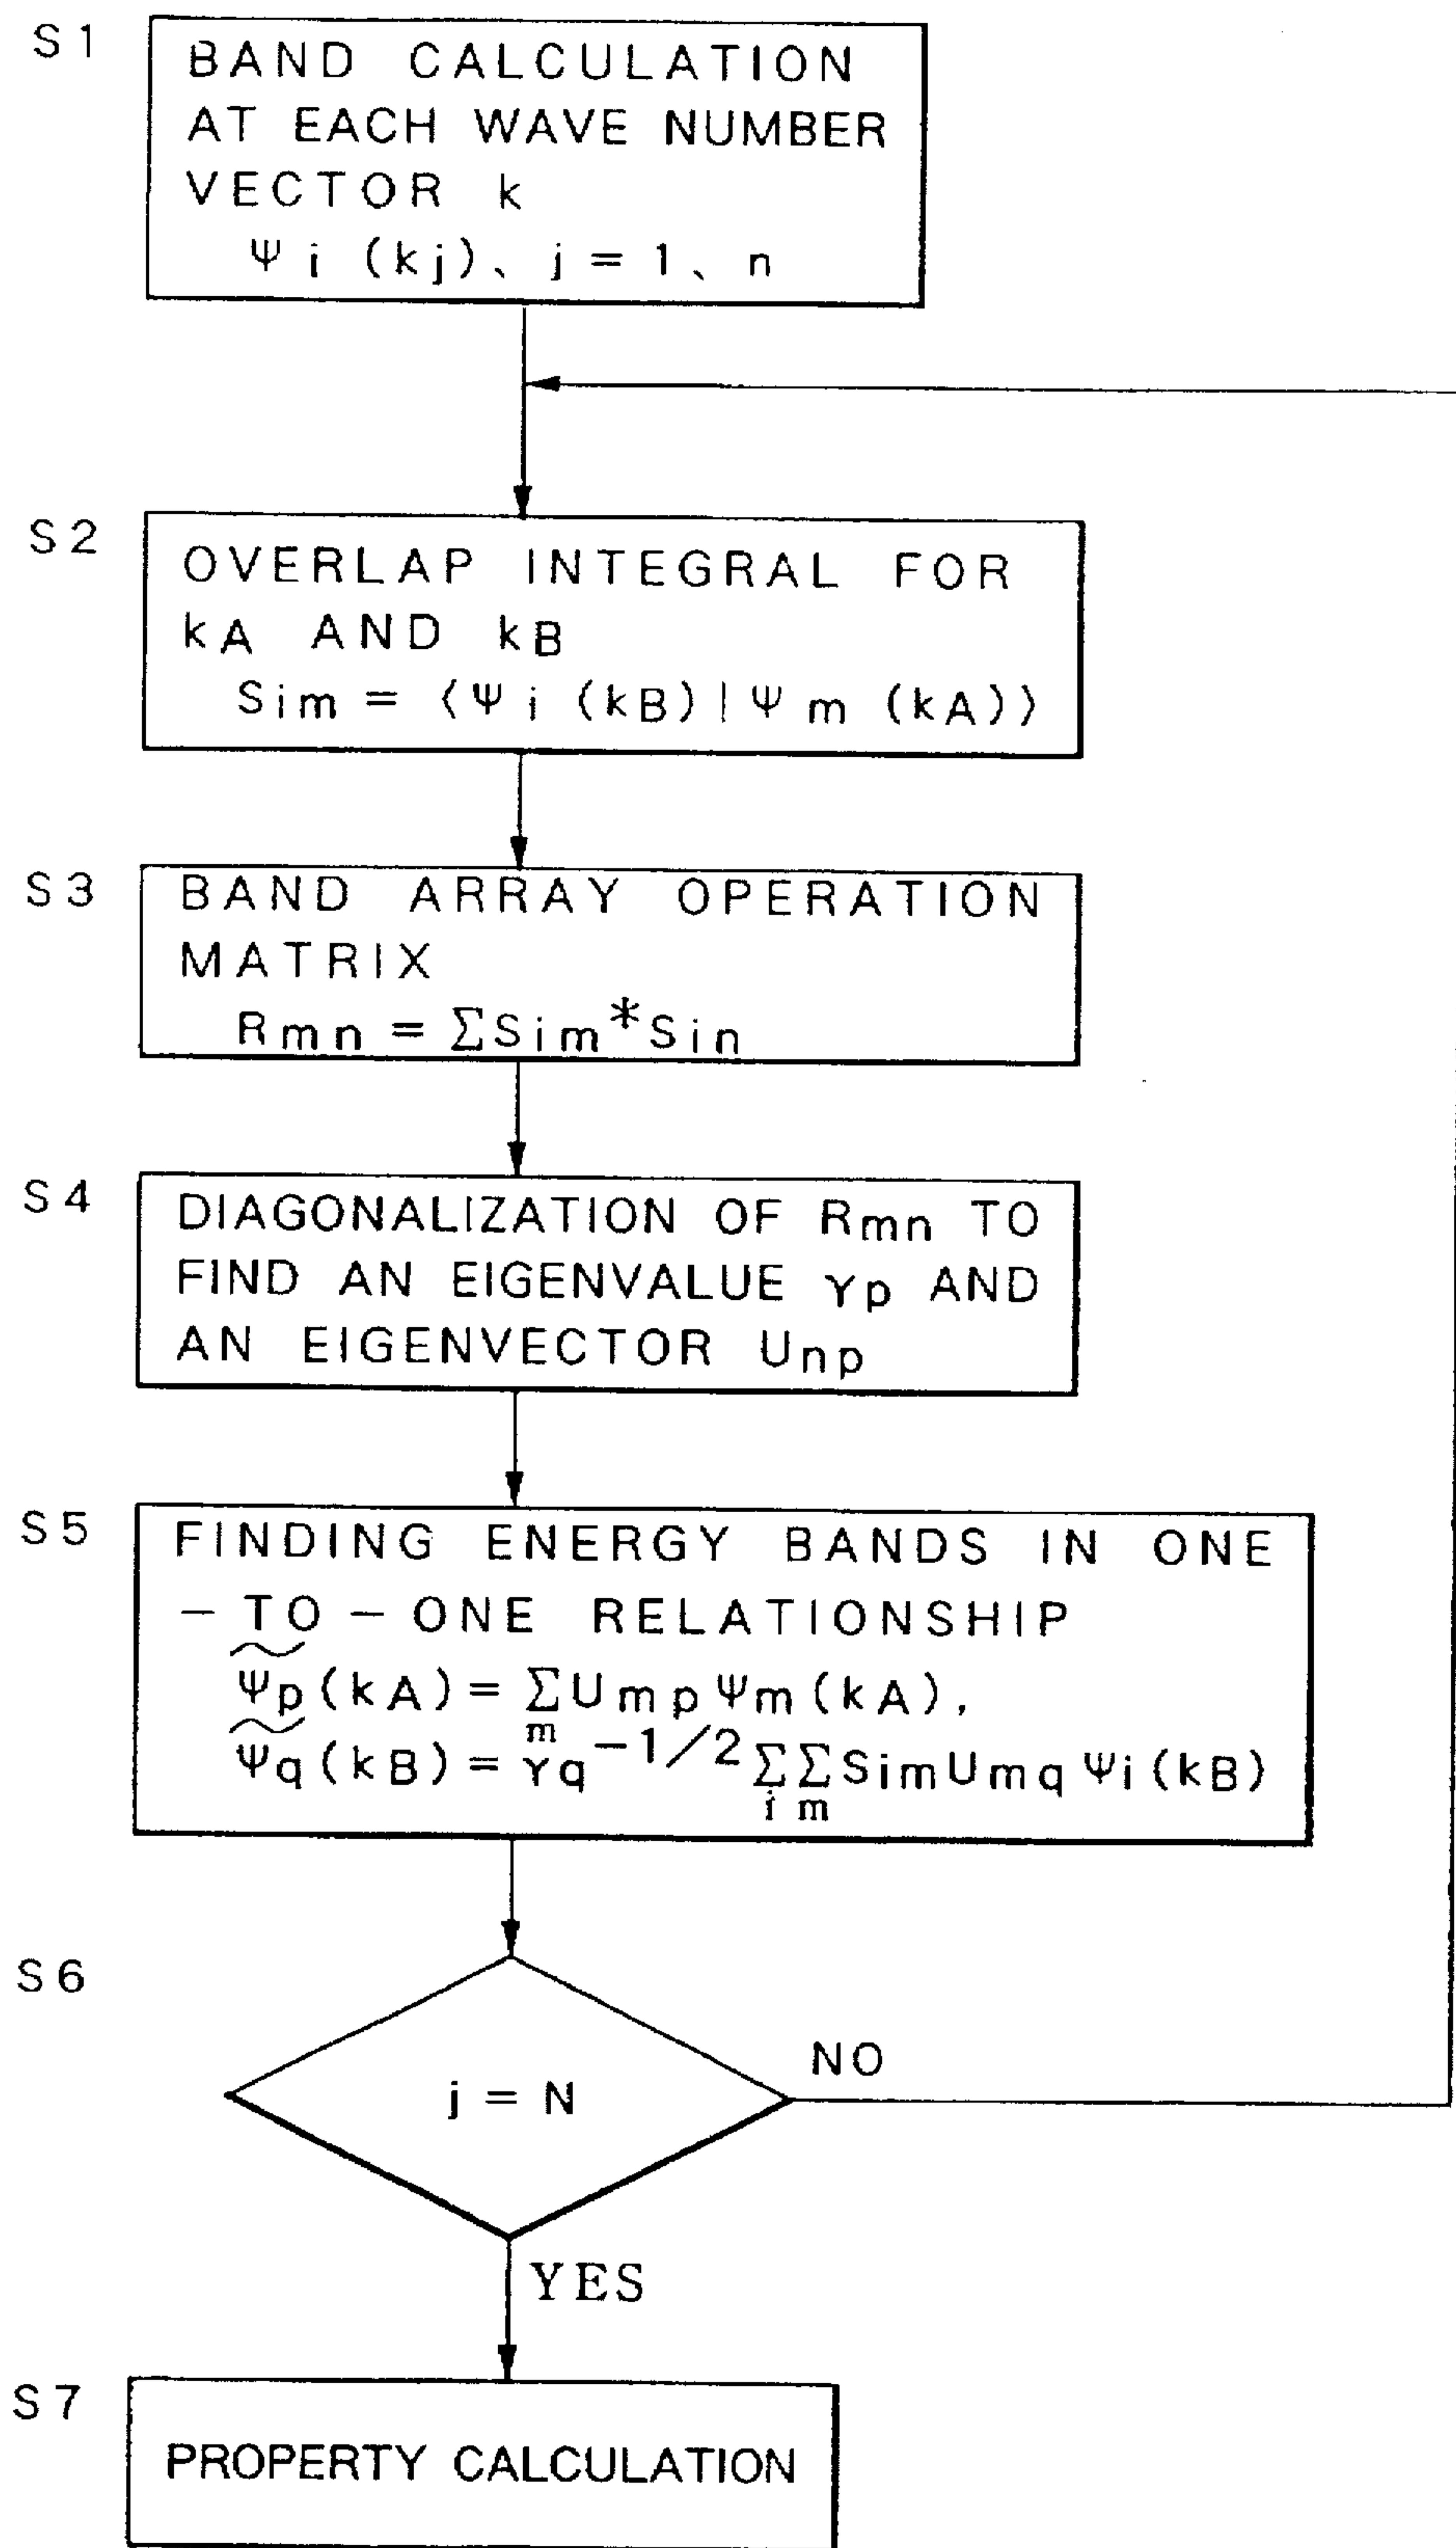 S1
BAND CALCULATION
AT EACH WAVE NUMBER
VECTOR k
Ψi (kj)、j = 1、n
S2
OVERLAP INTEGRAL FOR
kA AND kB
Sim = ⟨Ψi (kB) | Ψm (kA)⟩
S3
BAND ARRAY OPERATION
MATRIX
Rmn = ΣSim*Sin
S4
DIAGONALIZATION OF Rmn TO
FIND AN EIGENVALUE γp AND
AN EIGENVECTOR Unp
S5
FINDING ENERGY BANDS IN ONE
-TO-ONE RELATIONSHIP
Ψ̃p(kA) = Σ Ump Ψm(kA),
m
Ψ̃q(kB) = γq^-1/2 Σ Σ Sim Umq Ψi(kB)
i m
S6
j = N
NO
YES
S7
PROPERTY CALCULATION